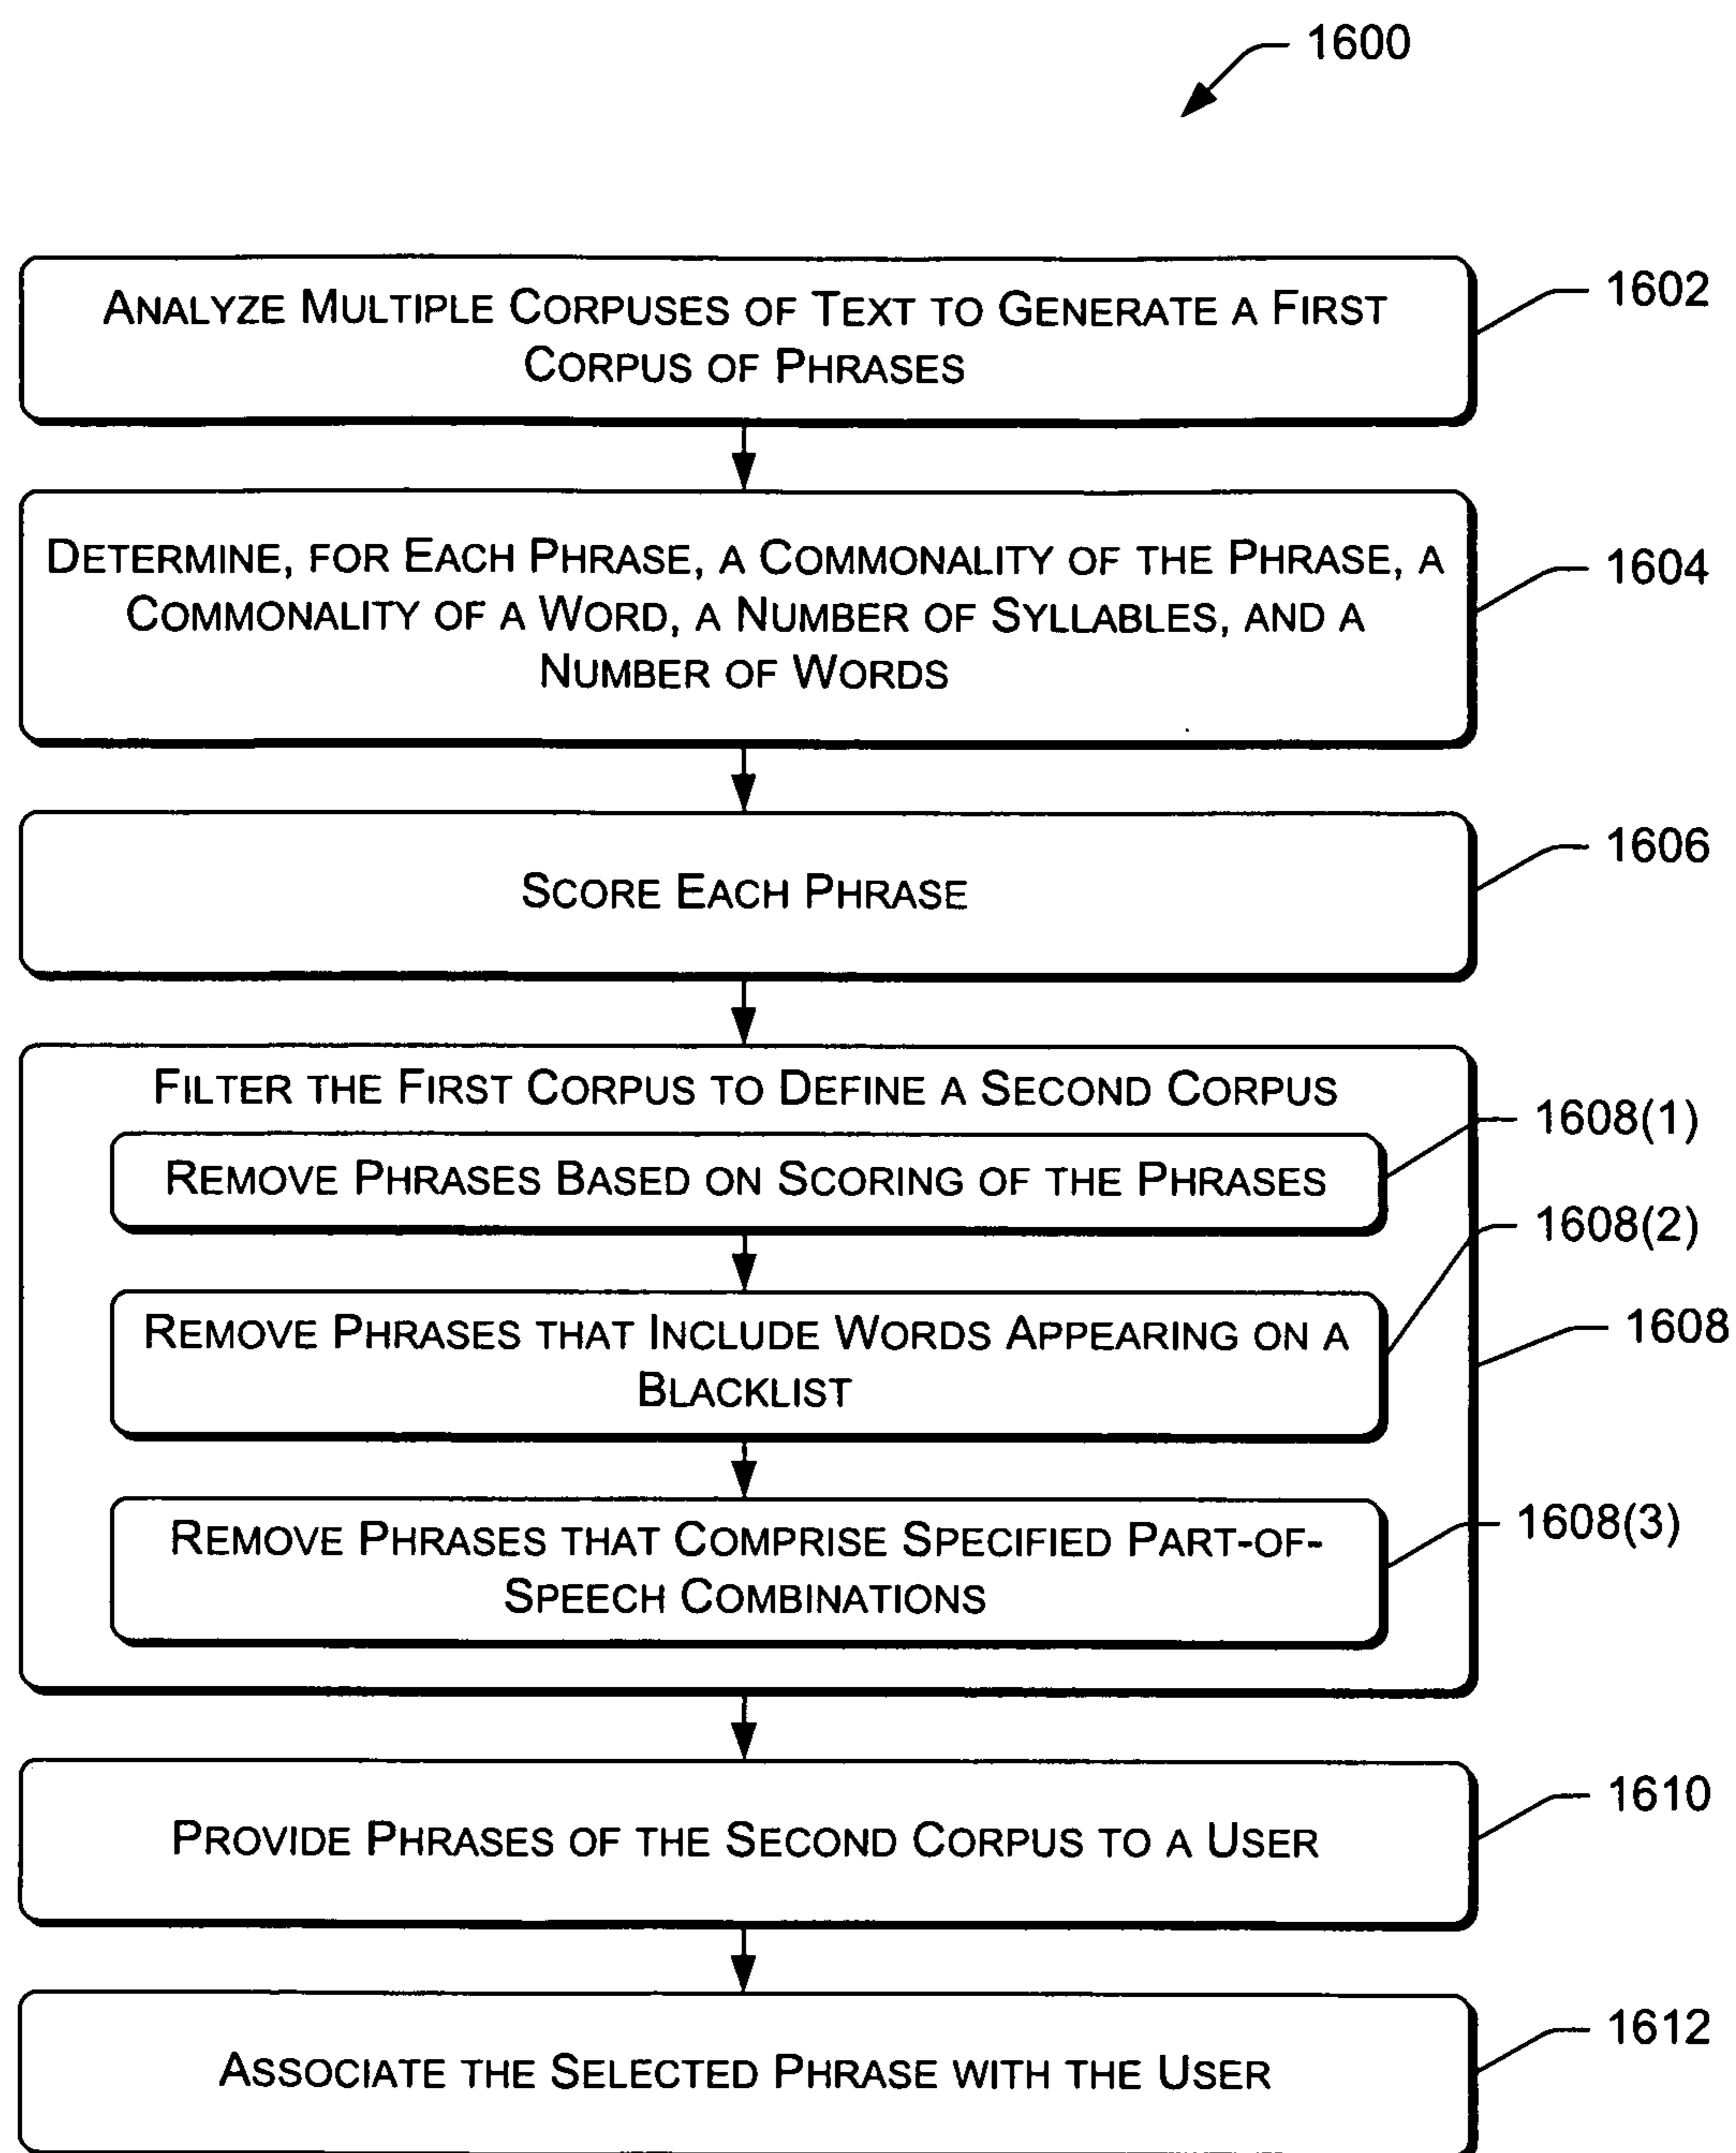 1600
ANALYZE MULTIPLE CORPUSES OF TEXT TO GENERATE A FIRST
CORPUS OF PHRASES
1602
DETERMINE, FOR EACH PHRASE, A COMMONALITY OF THE PHRASE, A
COMMONALITY OF A WORD, A NUMBER OF SYLLABLES, AND A
NUMBER OF WORDS
1604
SCORE EACH PHRASE
1606
FILTER THE FIRST CORPUS TO DEFINE A SECOND CORPUS
REMOVE PHRASES BASED ON SCORING OF THE PHRASES
1608(1)
REMOVE PHRASES THAT INCLUDE WORDS APPEARING ON A
BLACKLIST
1608(2)
1608
REMOVE PHRASES THAT COMPRISE SPECIFIED PART-OF-
SPEECH COMBINATIONS
1608(3)
PROVIDE PHRASES OF THE SECOND CORPUS TO A USER
1610
ASSOCIATE THE SELECTED PHRASE WITH THE USER
1612